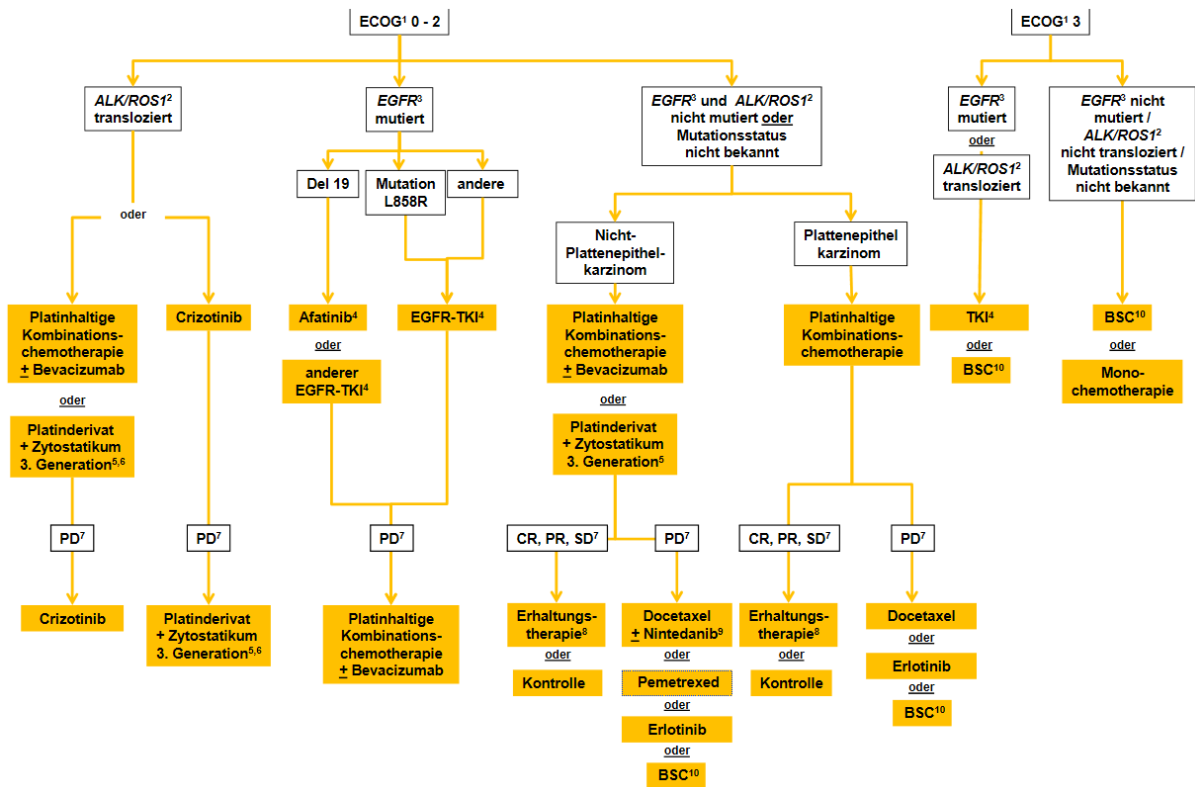 ECOG¹ 0 - 2
ECOG¹ 3
ALK/ROS1²
transloziert
EGFR³
mutiert
EGFR³ und ALK/ROS1²
nicht mutiert oder
Mutationsstatus
nicht bekannt
EGFR³
mutiert
oder
ALK/ROS1²
transloziert
EGFR³ nicht
mutiert /
ALK/ROS1²
nicht transloziert /
Mutationsstatus
nicht bekannt
Del 19
Mutation
L858R
andere
oder
Nicht-
Plattenepithel-
karzinom
Plattenepithel
karzinom
Platinhaltige
Kombinations-
chemotherapie
± Bevacizumab
oder
Platinderivat
+ Zytostatikum
3. Generation⁵,⁶
Crizotinib
Afatinib⁴
oder
anderer
EGFR-TKI⁴
EGFR-TKI⁴
Platinhaltige
Kombinations-
chemotherapie
± Bevacizumab
oder
Platinderivat
+ Zytostatikum
3. Generation⁵
Platinhaltige
Kombinations-
chemotherapie
TKI⁴
oder
BSC¹⁰
BSC¹⁰
oder
Mono-
chemotherapie
PD⁷
PD⁷
PD⁷
CR, PR, SD⁷
PD⁷
CR, PR, SD⁷
PD⁷
Crizotinib
Platinderivat
+ Zytostatikum
3. Generation⁵,⁶
Platinhaltige
Kombinations-
chemotherapie
± Bevacizumab
Erhaltungs-
therapie⁸
oder
Kontrolle
Docetaxel
± Nintedanib⁹
oder
Pemetrexed
oder
Erlotinib
oder
BSC¹⁰
Erhaltungs-
therapie⁸
oder
Kontrolle
Docetaxel
oder
Erlotinib
oder
BSC¹⁰